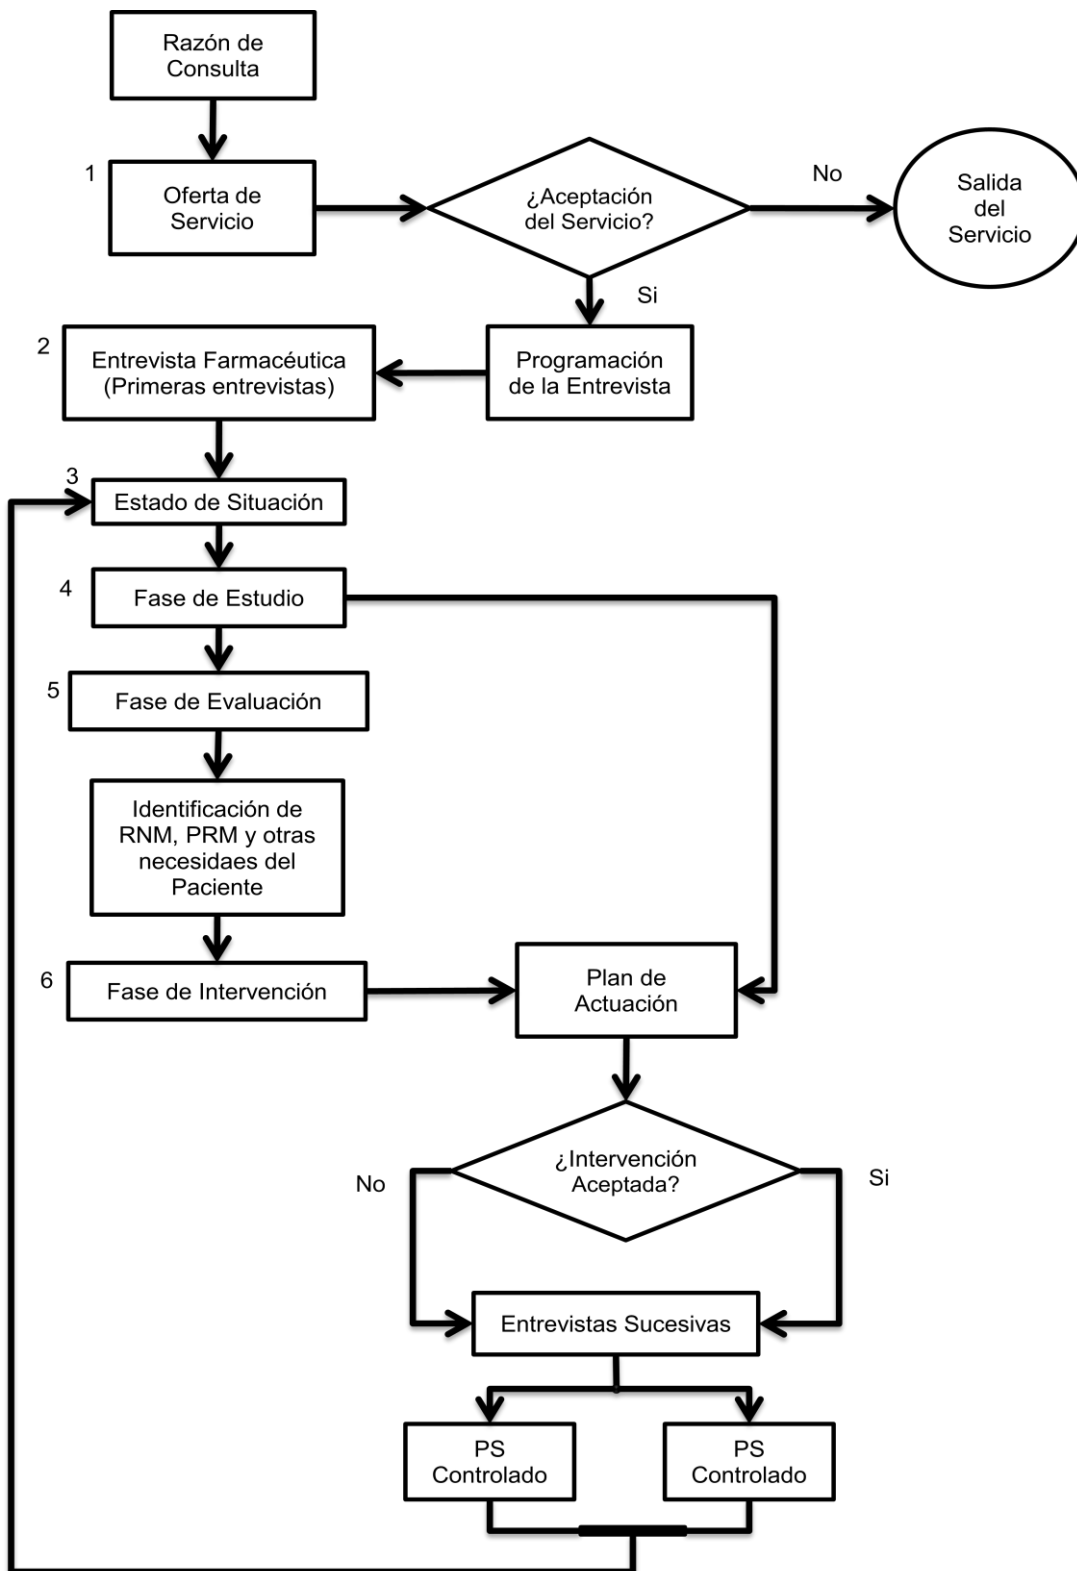 Razón de
Consulta
1
Oferta de
Servicio
¿Aceptación
del Servicio?
No
Salida
del
Servicio
Si
2
Entrevista Farmacéutica
(Primeras entrevistas)
Programación
de la Entrevista
3
Estado de Situación
4
Fase de Estudio
5
Fase de Evaluación
Identificación de
RNM, PRM y otras
necesidaes del
Paciente
6
Fase de Intervención
Plan de
Actuación
¿Intervención
Aceptada?
No
Si
Entrevistas Sucesivas
PS
Controlado
PS
Controlado